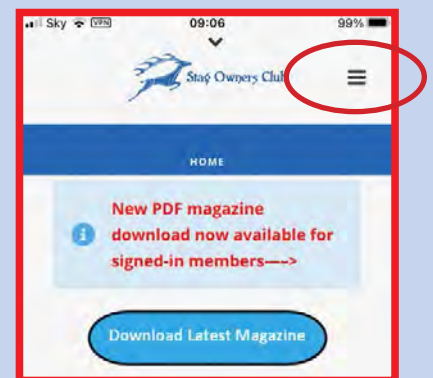 Sky VPN 09:06 99%
Stag Owners Club
HOME
New PDF magazine
download now available for
signed-in members---->
Download Latest Magazine